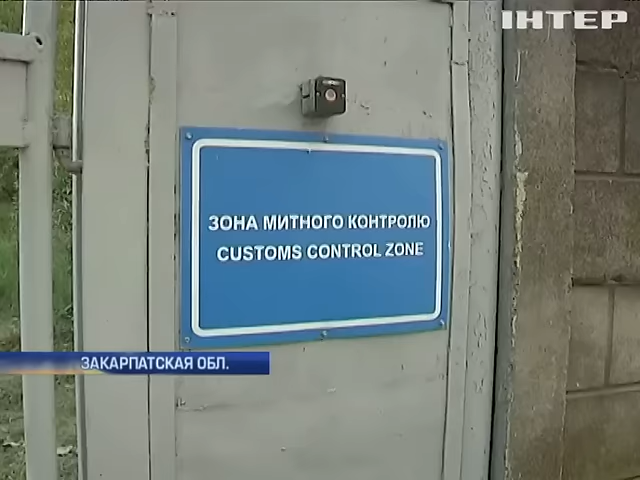 ІНТЕР
ЗОНА МИТНОГО КОНТРОЛЮ
CUSTOMS CONTROL ZONE
ЗАКАРПАТСКАЯ ОБЛ.